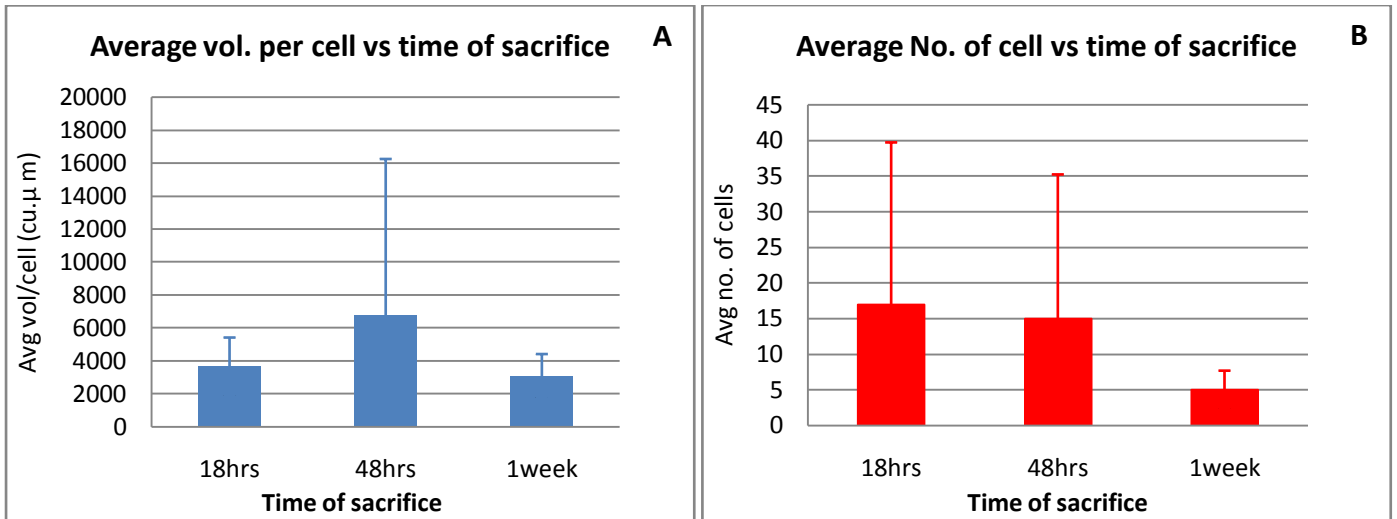 Average vol. per cell vs time of sacrifice
A
Avg vol/cell (cu.μ m)
20000
18000
16000
14000
12000
10000
8000
6000
4000
2000
0
18hrs 48hrs 1week
Time of sacrifice
Average No. of cell vs time of sacrifice
B
Avg no. of cells
45
40
35
30
25
20
15
10
5
0
18hrs 48hrs 1week
Time of sacrifice